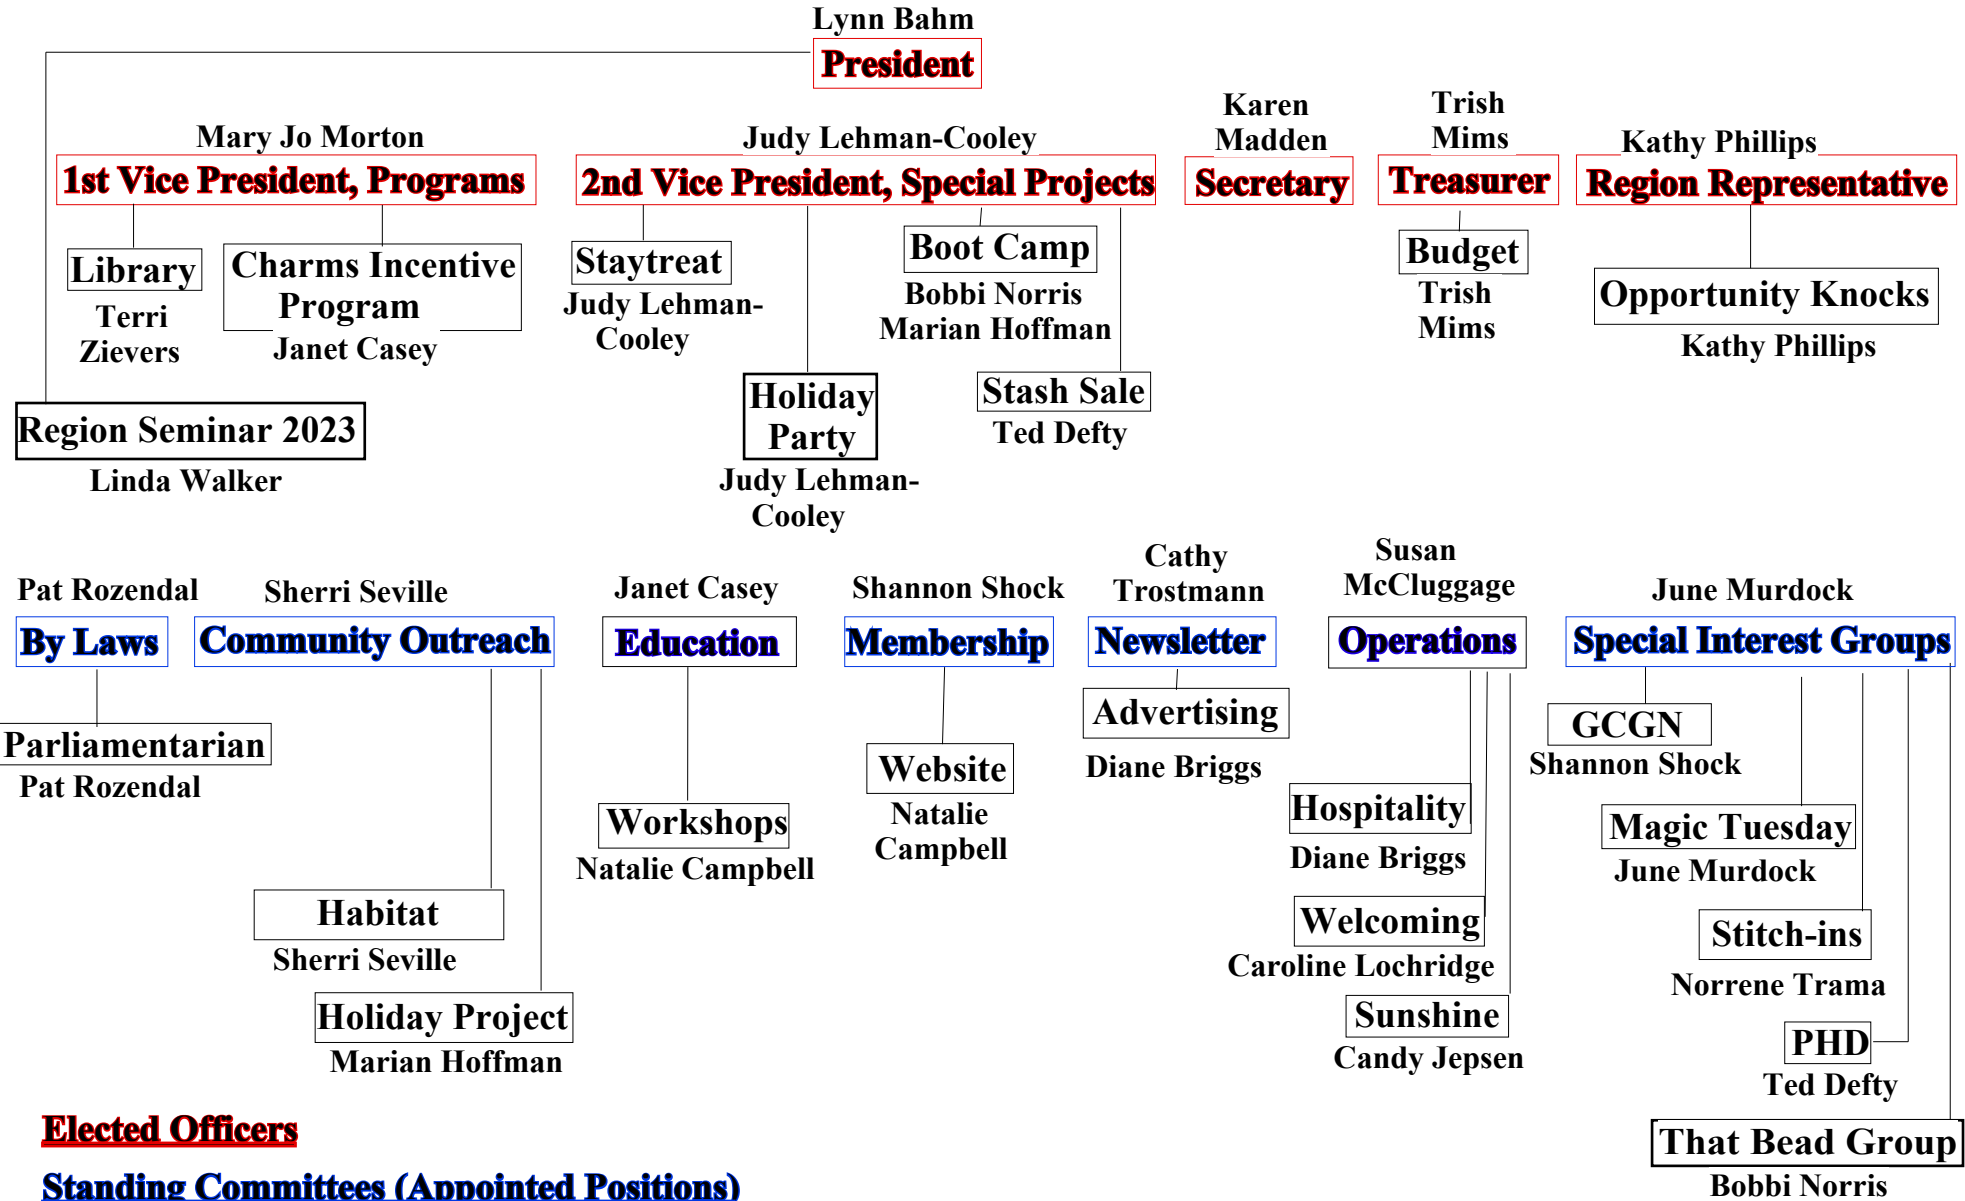 Lynn Bahm
President
Mary Jo Morton
1st Vice President, Programs
Judy Lehman-Cooley
2nd Vice President, Special Projects
Karen
Madden
Secretary
Trish
Mims
Treasurer
Kathy Phillips
Region Representative
Library
Terri
Zievers
Charms Incentive
Program
Janet Casey
Staytreat
Judy Lehman-
Cooley
Boot Camp
Bobbi Norris
Marian Hoffman
Budget
Trish
Mims
Opportunity Knocks
Kathy Phillips
Region Seminar 2023
Linda Walker
Holiday
Party
Judy Lehman-
Cooley
Stash Sale
Ted Defty
Pat Rozendal
By Laws
Sherri Seville
Community Outreach
Janet Casey
Education
Shannon Shock
Membership
Cathy
Trostmann
Newsletter
Susan
McCluggage
Operations
June Murdock
Special Interest Groups
Parliamentarian
Pat Rozendal
Habitat
Sherri Seville
Holiday Project
Marian Hoffman
Workshops
Natalie Campbell
Website
Natalie
Campbell
Advertising
Diane Briggs
Hospitality
Diane Briggs
Welcoming
Caroline Lochridge
Sunshine
Candy Jepsen
GCGN
Shannon Shock
Magic Tuesday
June Murdock
Stitch-ins
Norrene Trama
PHD
Ted Defty
That Bead Group
Bobbi Norris
Elected Officers
Standing Committees (Appointed Positions)